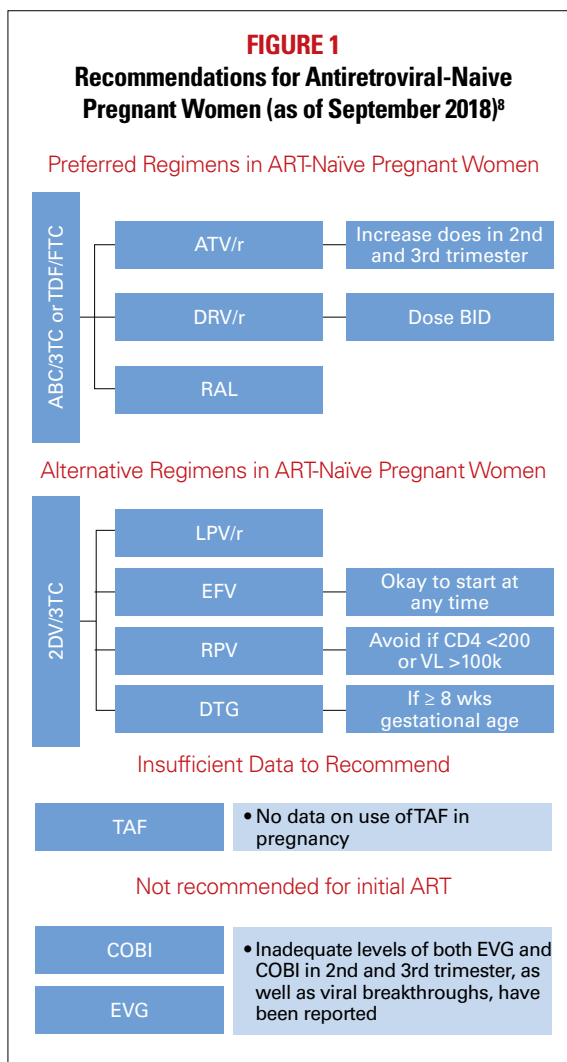 FIGURE 1
Recommendations for Antiretroviral-Naive
Pregnant Women (as of September 2018)8
Preferred Regimens in ART-Naïve Pregnant Women
ABC/3TC or TDF/FTC
ATV/r
Increase does in 2nd
and 3rd trimester
DRV/r
Dose BID
RAL
Alternative Regimens in ART-Naïve Pregnant Women
2DV/3TC
LPV/r
EFV
Okay to start at
any time
RPV
Avoid if CD4 <200
or VL >100k
DTG
If ≥ 8 wks
gestational age
Insufficient Data to Recommend
TAF
• No data on use of TAF in
pregnancy
Not recommended for initial ART
COBI
EVG
• Inadequate levels of both EVG and
COBI in 2nd and 3rd trimester, as
well as viral breakthroughs, have
been reported